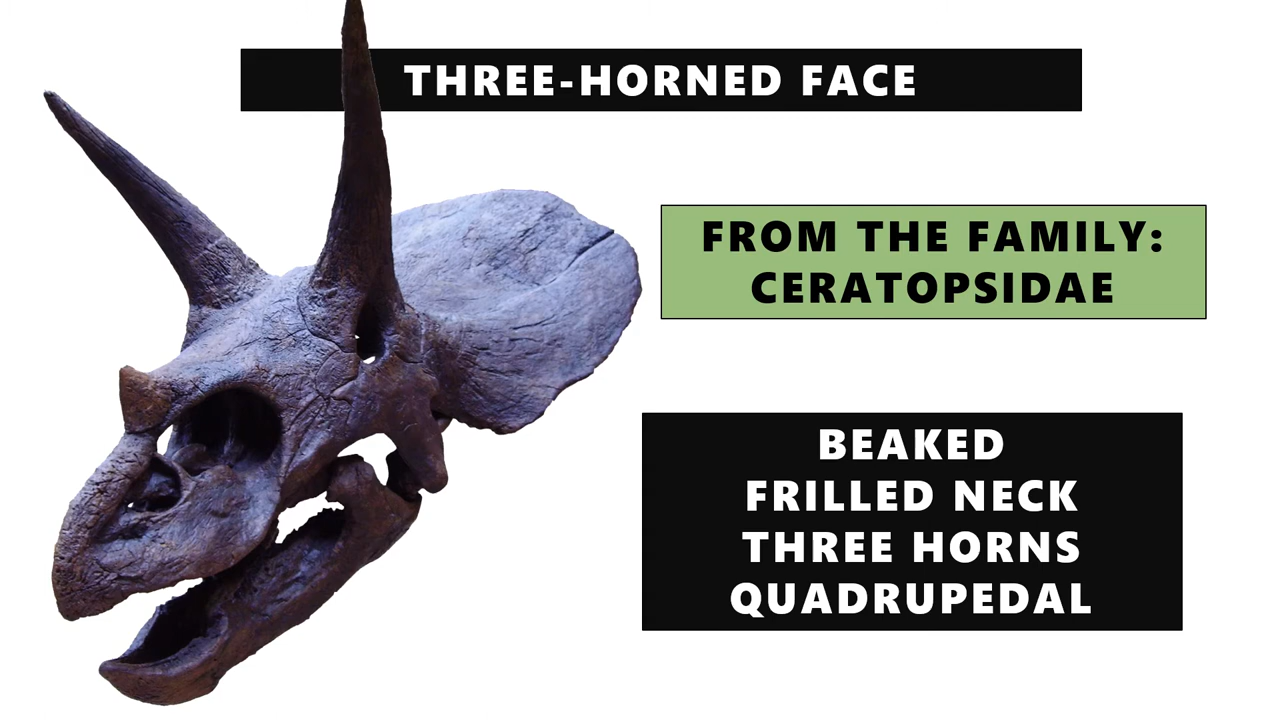 THREE-HORNED FACE
FROM THE FAMILY:
CERATOPSIDAE
BEAKED
FRILLED NECK
THREE HORNS
QUADRUPEDAL